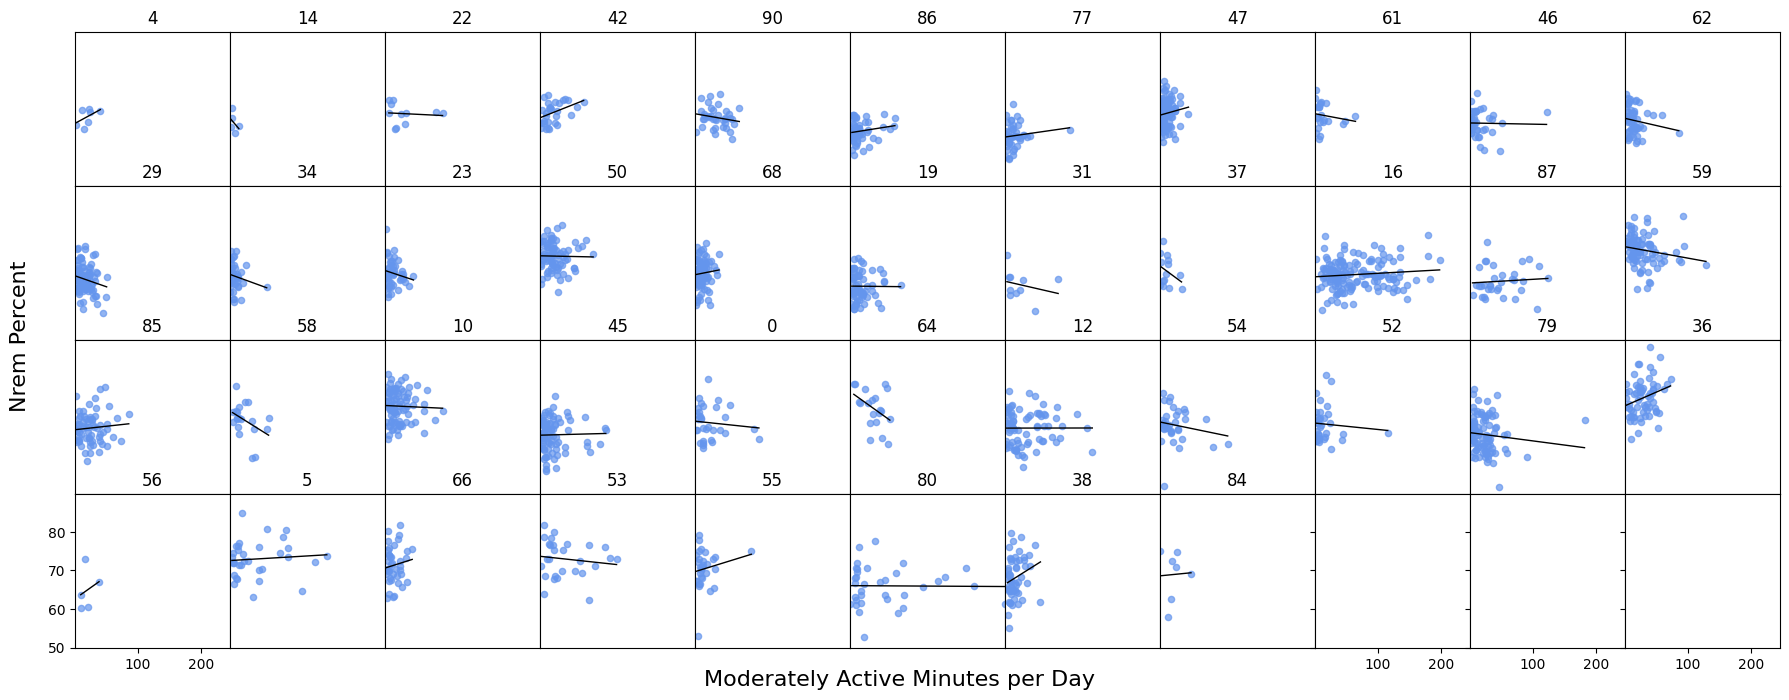 4 14 22 42 90 86 77 47 61 46 62
29 34 23 50 68 19 31 37 16 87 59
85 58 10 45 0 64 12 54 52 79 36
56 5 66 53 55 80 38 84
80
70
60
50
100 200 100 200 100 200 100 200
Nrem Percent
Moderately Active Minutes per Day